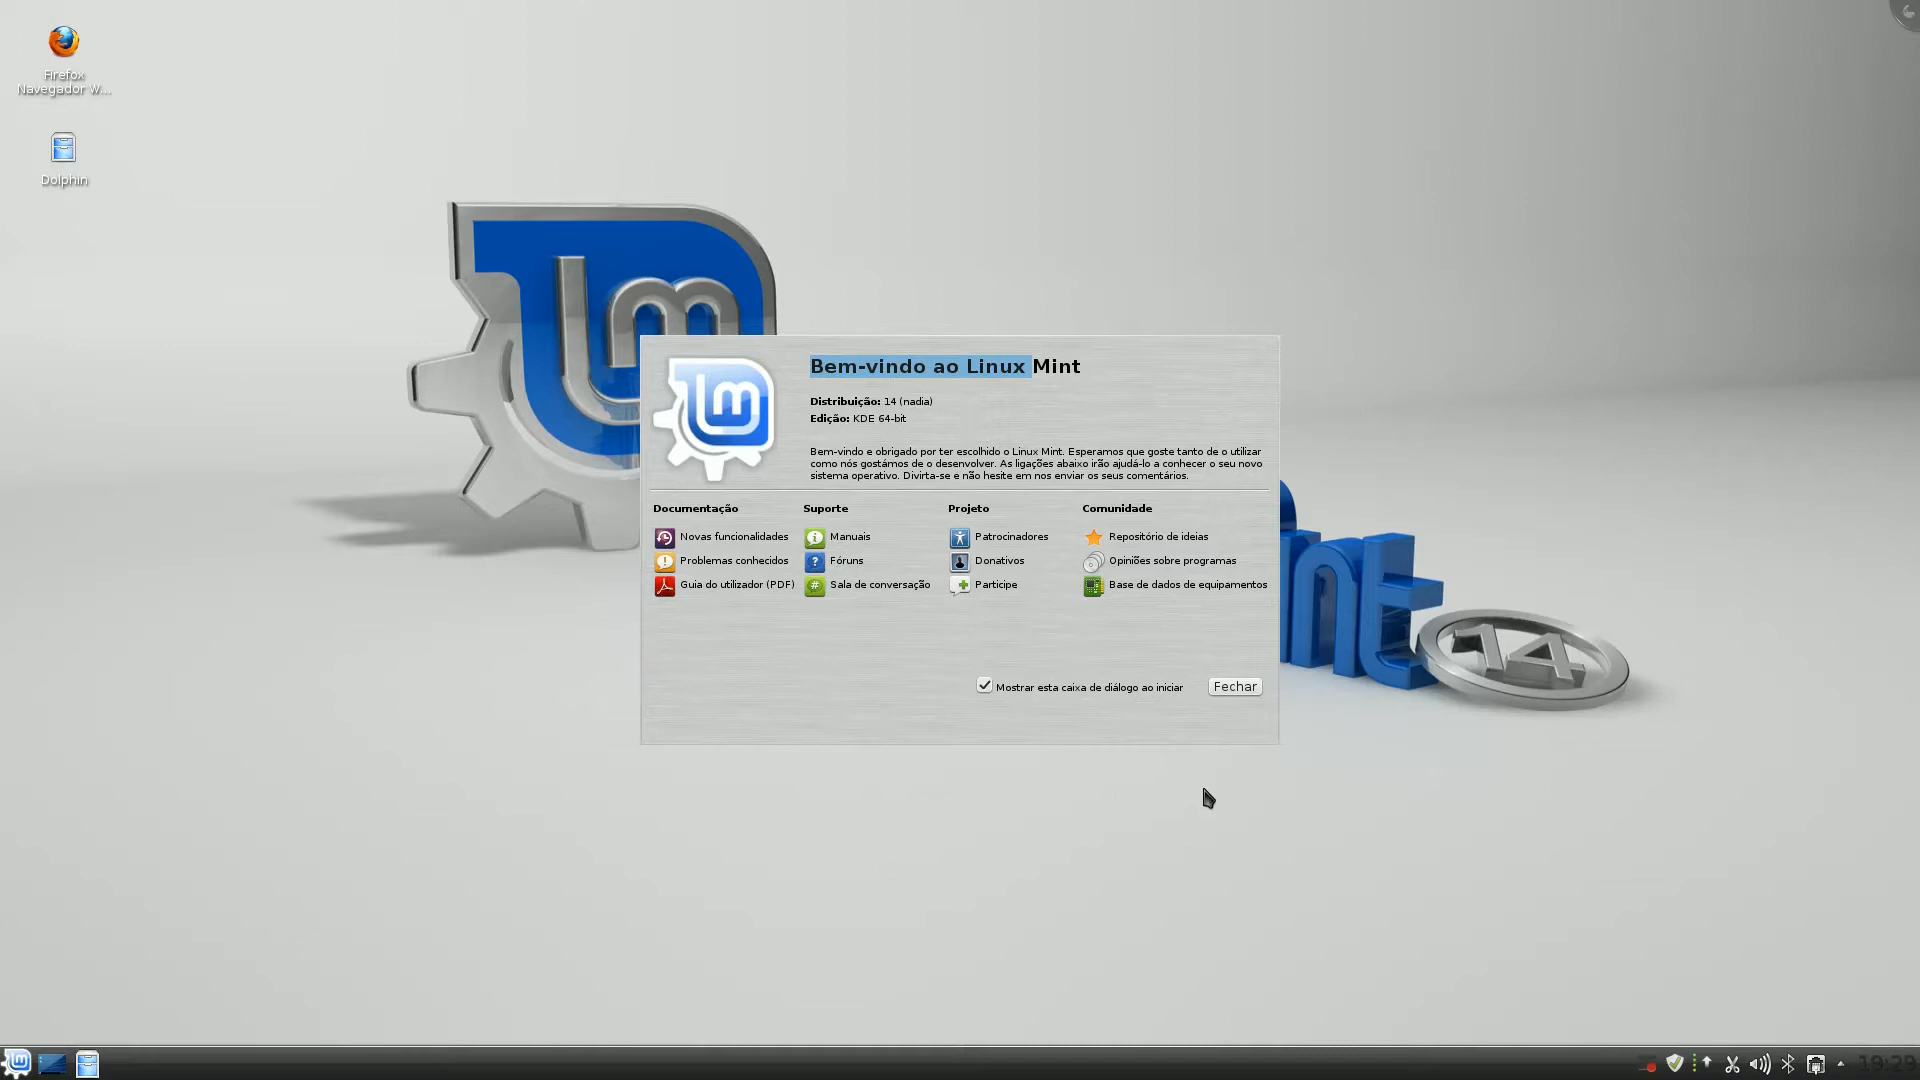 Firefox
Navegador W...
Dolphin
lm
Bem-vindo ao Linux Mint
Distribuição: 14 (nadia)
Edição: KDE 64-bit
Bem-vindo e obrigado por ter escolhido o Linux Mint. Esperamos que goste tanto de o utilizar
como nós gostámos de o desenvolver. As ligações abaixo irão ajudá-lo a conhecer o seu novo
sistema operativo. Divirta-se e não hesite em nos enviar os seus comentários.
Documentação Suporte Projeto Comunidade
Novas funcionalidades Manuais Patrocinadores Repositório de ideias
Problemas conhecidos Fóruns Donativos Opiniões sobre programas
Guia do utilizador (PDF) Sala de conversação Participe Base de dados de equipamentos
Mostrar esta caixa de diálogo ao iniciar Fechar
nt
14
19:29